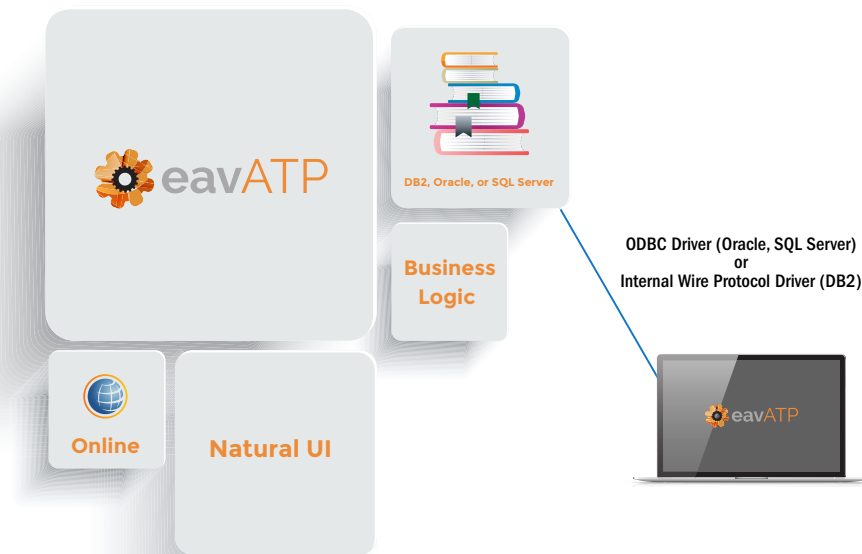 eavATP
DB2, Oracle, or SQL Server
Business
Logic
ODBC Driver (Oracle, SQL Server)
or
Internal Wire Protocol Driver (DB2)
eavATP
Online
Natural UI